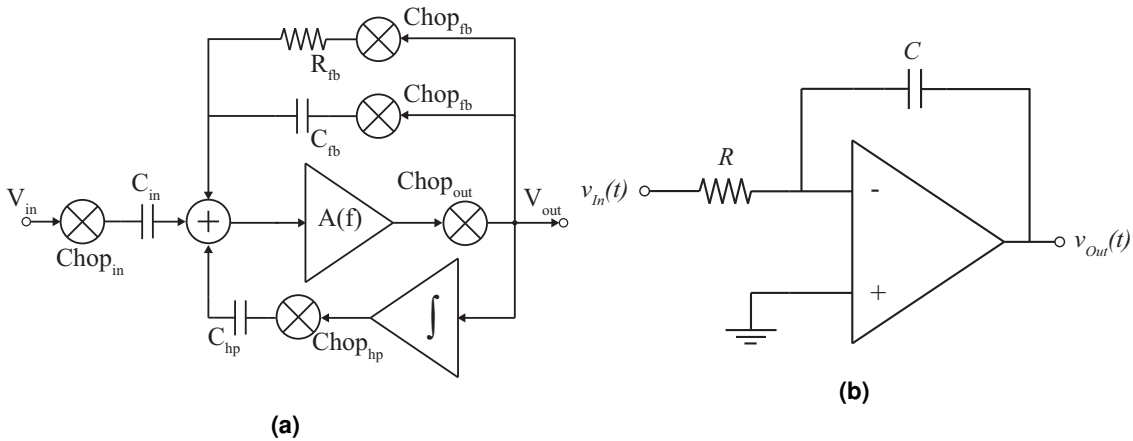 Chop_fb
R_fb
Chop_fb
C_fb
V_in
C_in
Chop_in
+
A(f)
Chop_out
V_out
∫
C_hp
Chop_hp
(a)
C
R
v_In(t)
-
+
v_Out(t)
(b)